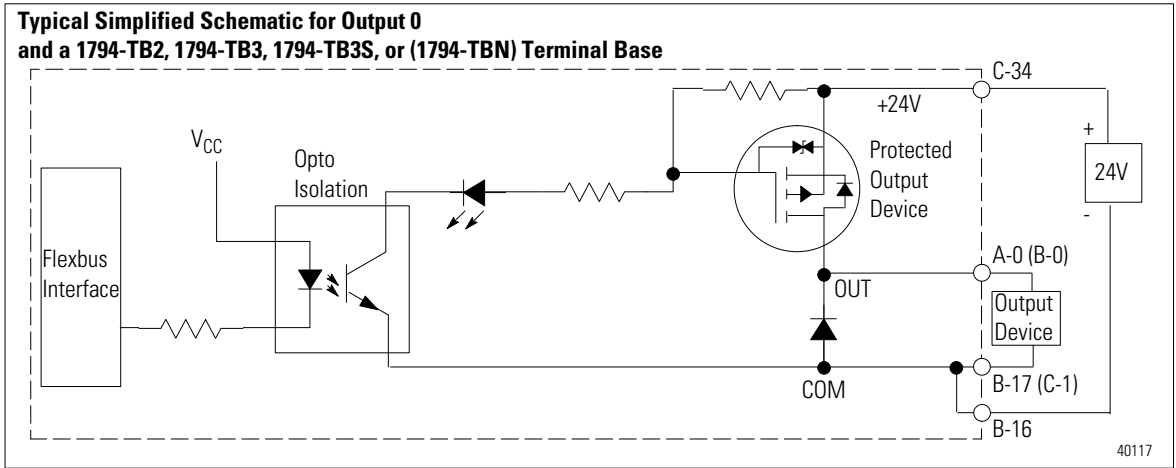 Typical Simplified Schematic for Output 0
and a 1794-TB2, 1794-TB3, 1794-TB3S, or (1794-TBN) Terminal Base
C-34
+24V
VCC
Opto
Isolation
Protected
Output
Device
+
24V
-
Flexbus
Interface
A-0 (B-0)
OUT
Output
Device
COM
B-17 (C-1)
B-16
40117